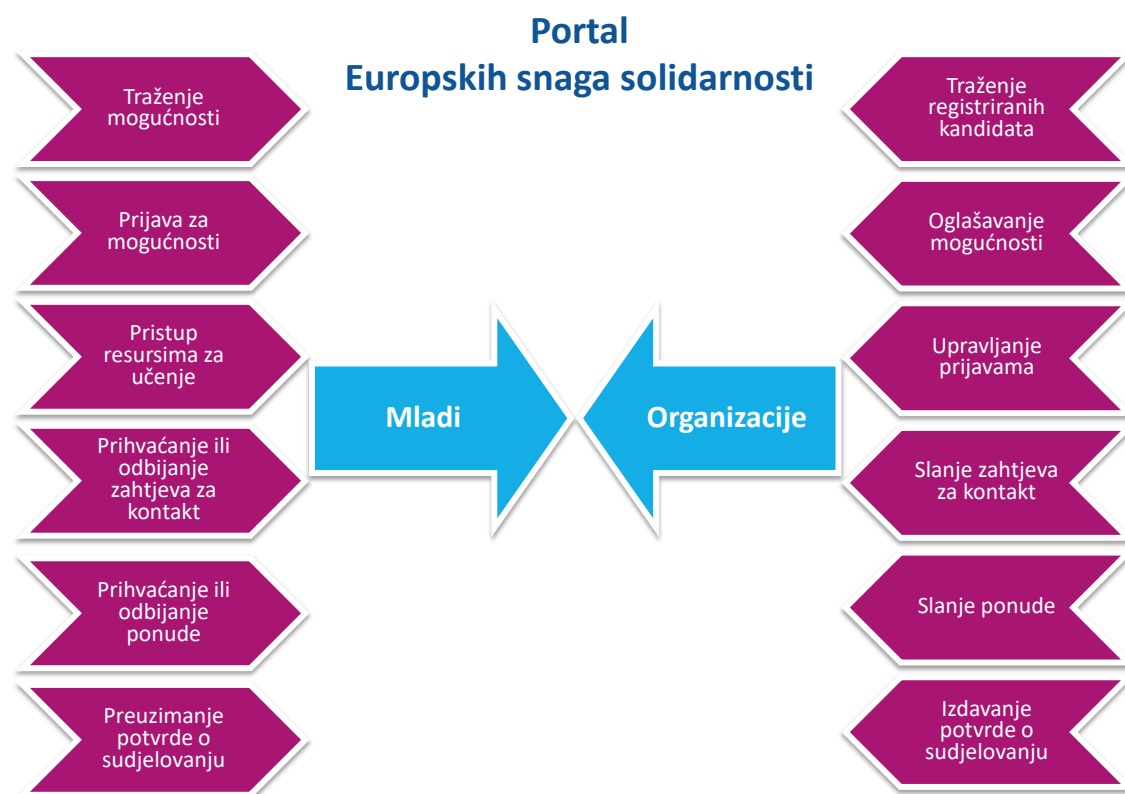 Portal
Europskih snaga solidarnosti
Traženje
mogućnosti
Prijava za
mogućnosti
Pristup
resursima za
učenje
Prihvaćanje ili
odbijanje
zahtjeva za
kontakt
Prihvaćanje ili
odbijanje
ponude
Preuzimanje
potvrde o
sudjelovanju
Mladi
Organizacije
Traženje
registriranih
kandidata
Oglašavanje
mogućnosti
Upravljanje
prijavama
Slanje zahtjeva
za kontakt
Slanje ponude
Izdavanje
potvrde o
sudjelovanju